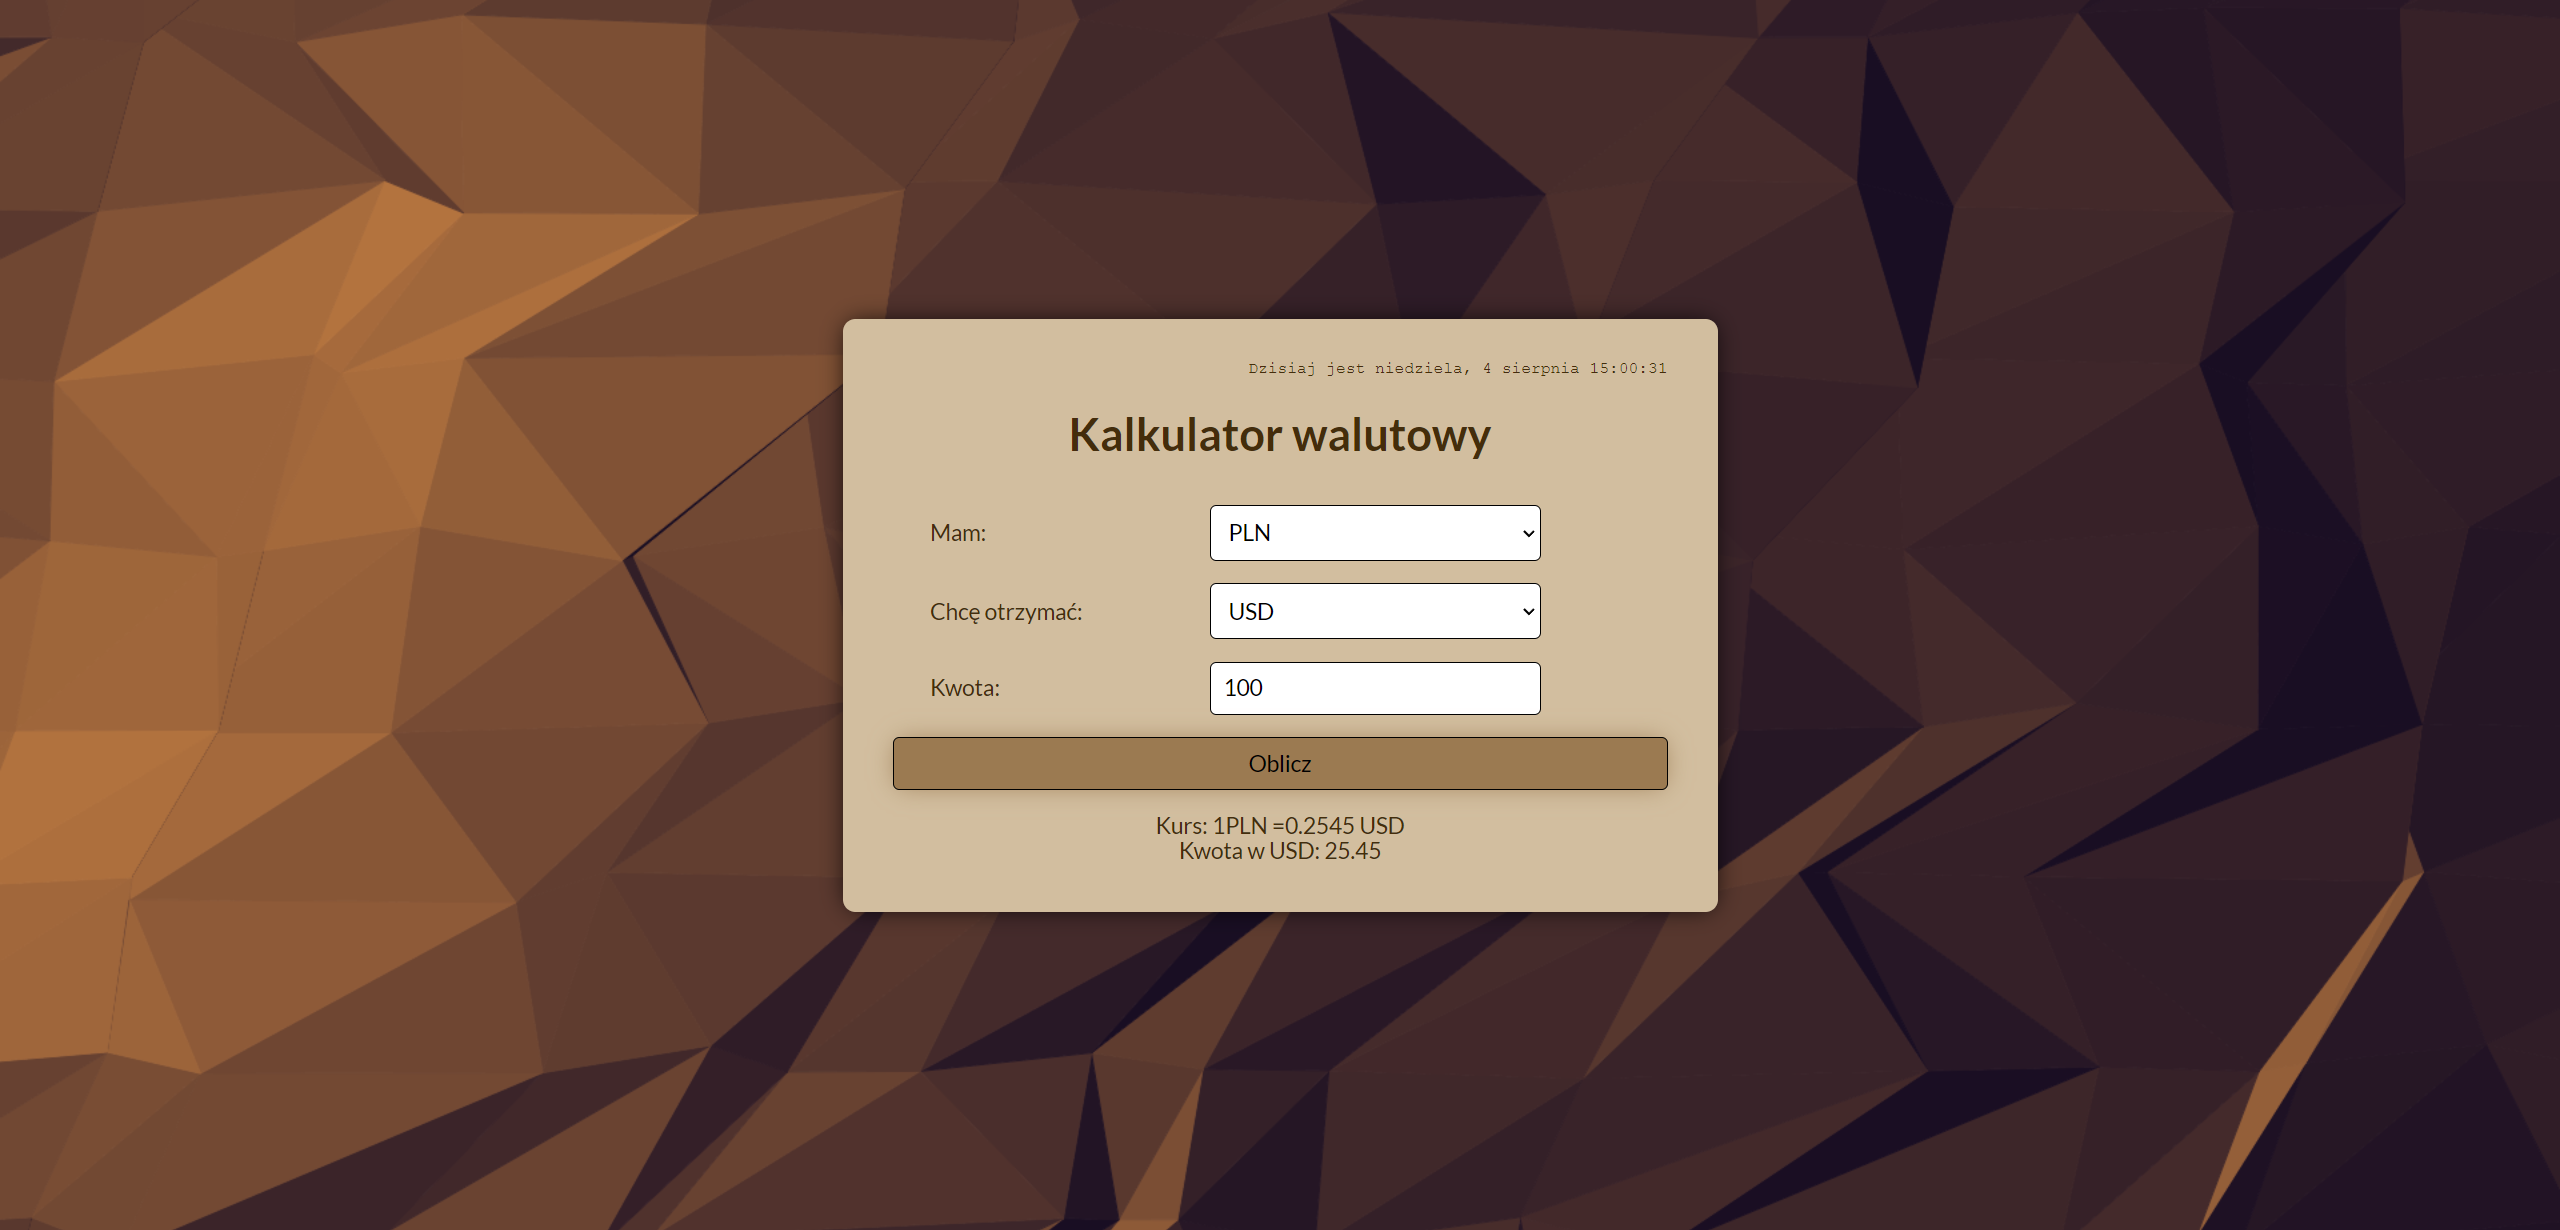 Dzisiaj jest niedziela, 4 sierpnia 15:00:31
Kalkulator walutowy
Mam:
PLN
Chcę otrzymać:
USD
Kwota:
100
Oblicz
Kurs: 1PLN =0.2545 USD
Kwota w USD: 25.45